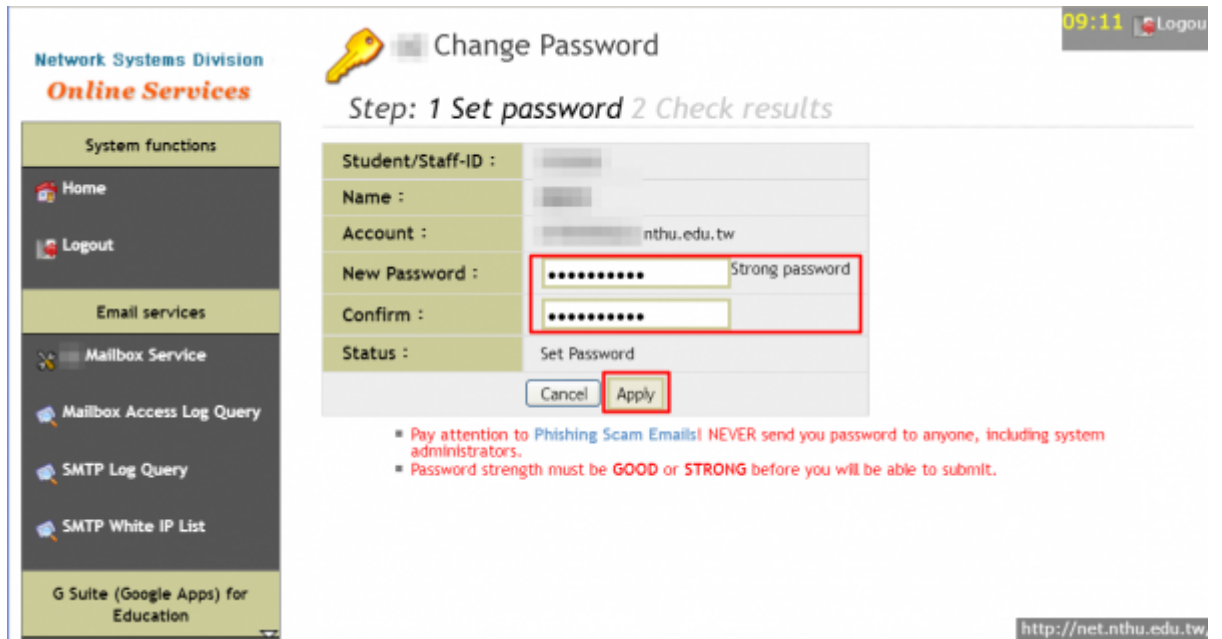 Network Systems Division
Online Services
System functions
Home
Logout
Email services
Mailbox Service
Mailbox Access Log Query
SMTP Log Query
SMTP White IP List
G Suite (Google Apps) for
Education
09:11 Logou
Change Password
Step: 1 Set password 2 Check results
Student/Staff-ID：
Name：
Account： nthu.edu.tw
New Password： •••••••••• Strong password
Confirm： ••••••••••
Status： Set Password
Cancel Apply
Pay attention to Phishing Scam Emails! NEVER send you password to anyone, including system
administrators.
Password strength must be GOOD or STRONG before you will be able to submit.
http://net.nthu.edu.tw/